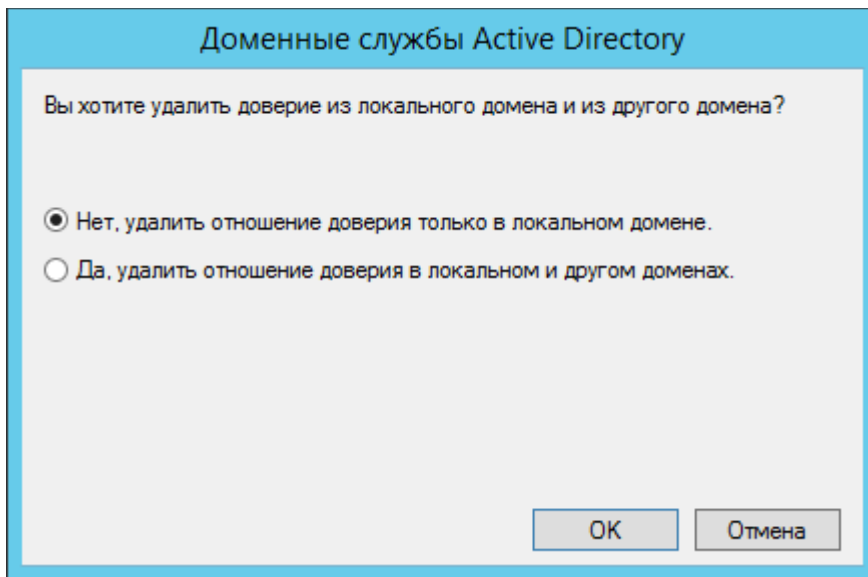 Доменные службы Active Directory
Вы хотите удалить доверие из локального домена и из другого домена?
Нет, удалить отношение доверия только в локальном домене.
Да, удалить отношение доверия в локальном и другом доменах.
OK Отмена